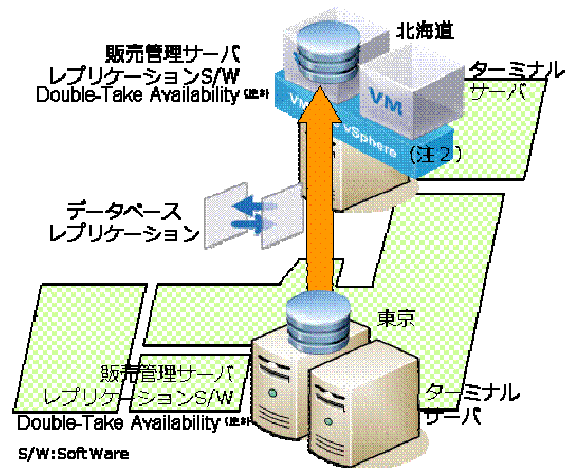 北海道
販売管理サーバ
レプリケーションS/W
Double-Take Availability
ターミナル
サーバ
VM
VM
vSphere
(注2)
データベース
レプリケーション
東京
販売管理サーバ
レプリケーションS/W
Double-Take Availability
ターミナル
サーバ
S/W:SoftWare